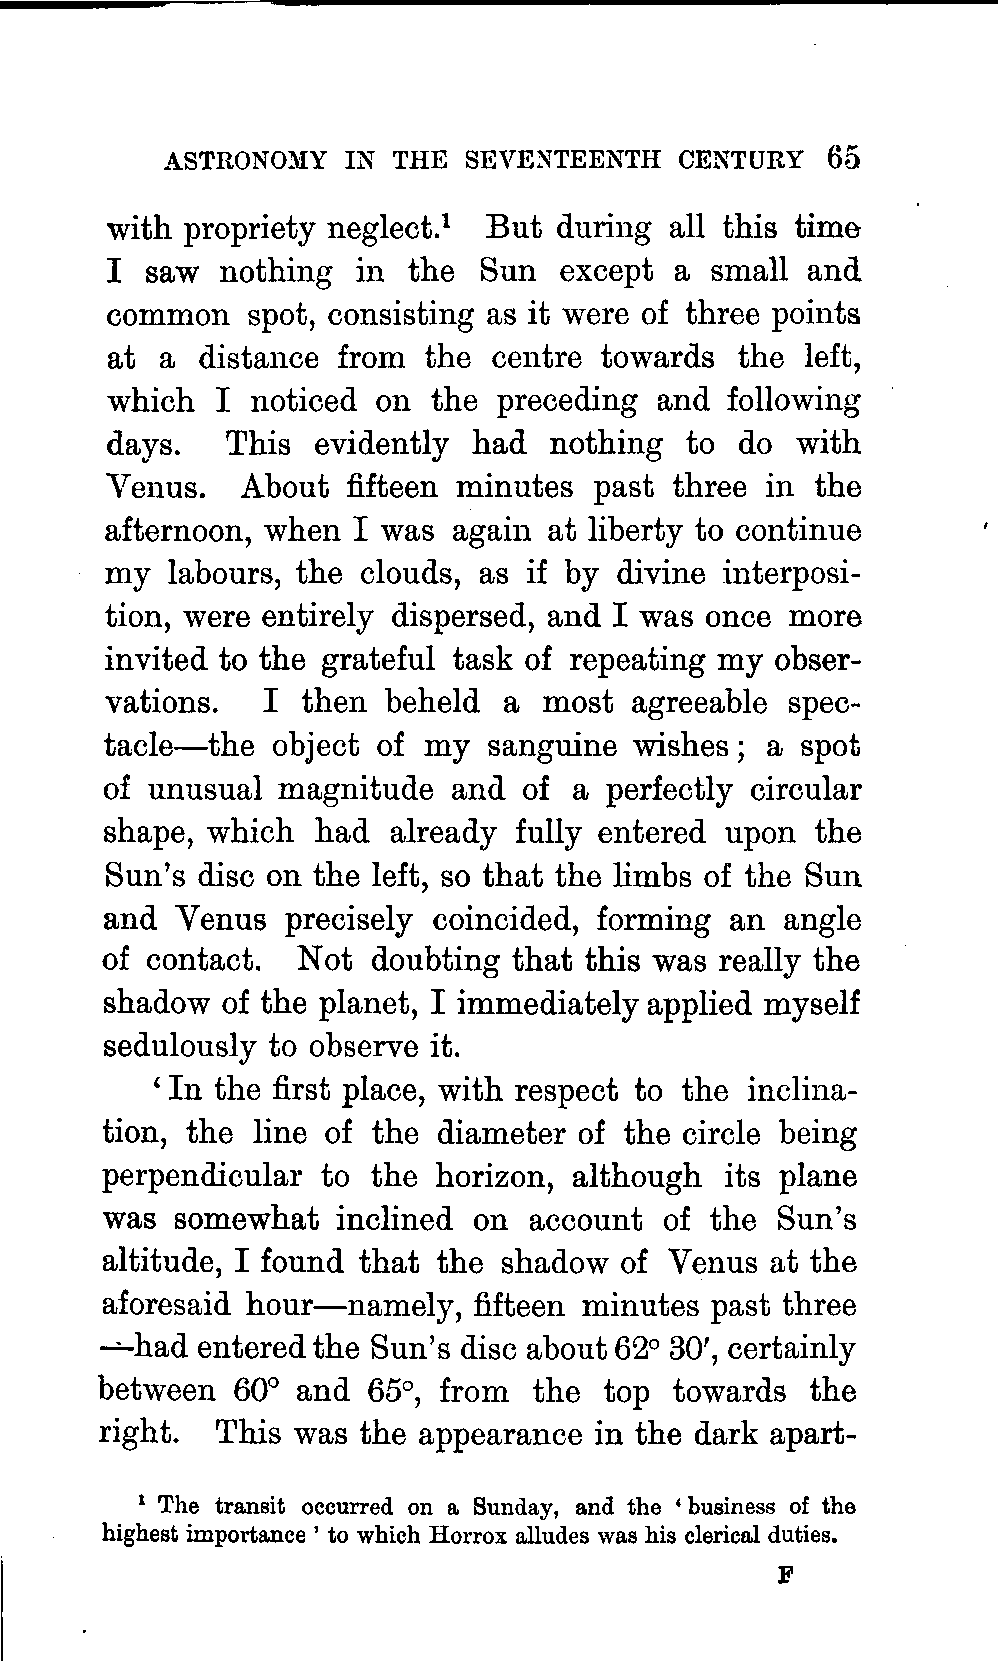 ASTRONOMY IN THE SEVENTEENTH CENTURY 65
with propriety neglect.¹ But during all this time
I saw nothing in the Sun except a small and
common spot, consisting as it were of three points
at a distance from the centre towards the left,
which I noticed on the preceding and following
days. This evidently had nothing to do with
Venus. About fifteen minutes past three in the
afternoon, when I was again at liberty to continue
my labours, the clouds, as if by divine interposi-
tion, were entirely dispersed, and I was once more
invited to the grateful task of repeating my obser-
vations. I then beheld a most agreeable spec-
tacle—the object of my sanguine wishes; a spot
of unusual magnitude and of a perfectly circular
shape, which had already fully entered upon the
Sun's disc on the left, so that the limbs of the Sun
and Venus precisely coincided, forming an angle
of contact. Not doubting that this was really the
shadow of the planet, I immediately applied myself
sedulously to observe it.
‘In the first place, with respect to the inclina-
tion, the line of the diameter of the circle being
perpendicular to the horizon, although its plane
was somewhat inclined on account of the Sun's
altitude, I found that the shadow of Venus at the
aforesaid hour—namely, fifteen minutes past three
—had entered the Sun's disc about 62° 30′, certainly
between 60° and 65°, from the top towards the
right. This was the appearance in the dark apart-
¹ The transit occurred on a Sunday, and the ‘business of the
highest importance’ to which Horrox alludes was his clerical duties.
F